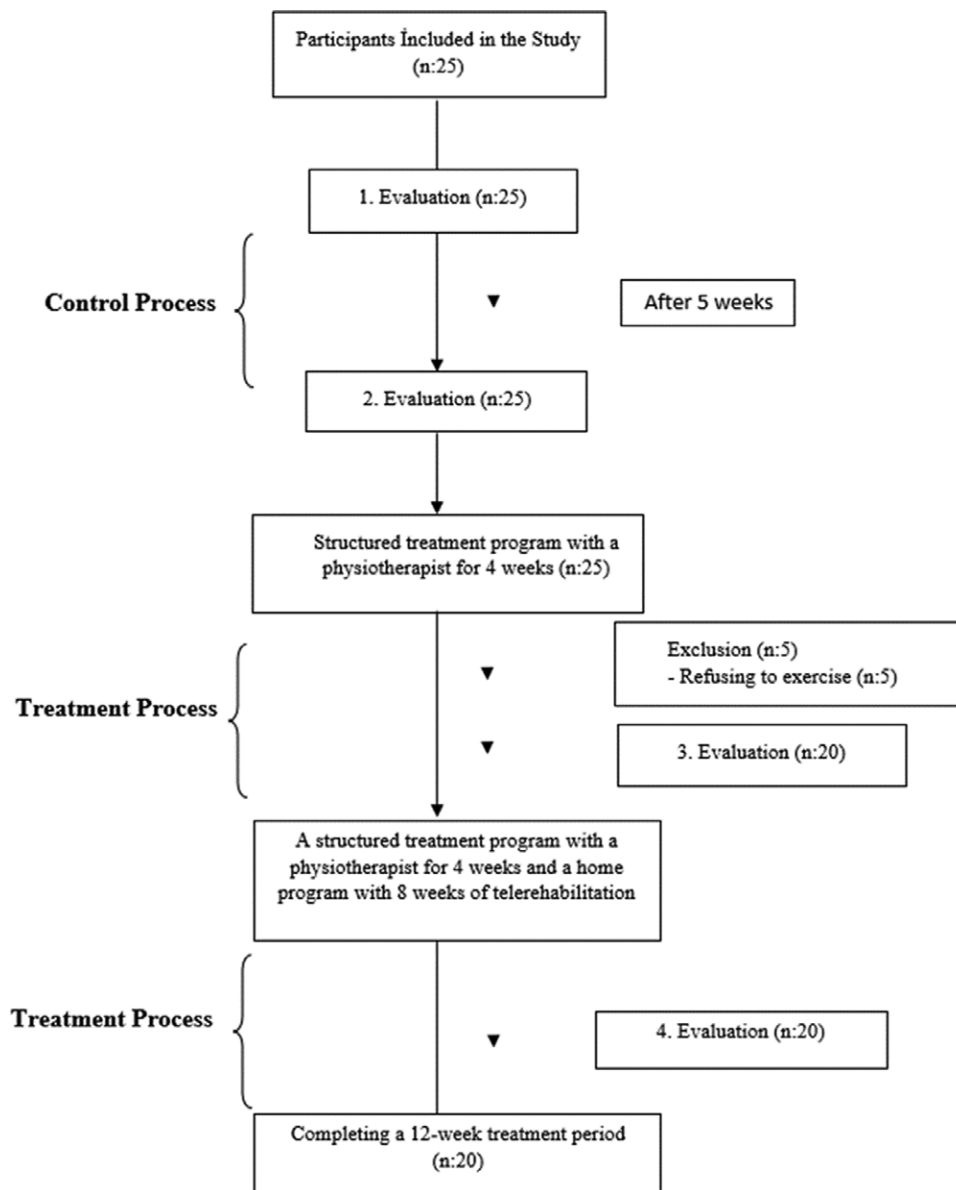 Participants İncluded in the Study
(n:25)
1. Evaluation (n:25)
Control Process
After 5 weeks
2. Evaluation (n:25)
Structured treatment program with a
physiotherapist for 4 weeks (n:25)
Exclusion (n:5)
- Refusing to exercise (n:5)
Treatment Process
3. Evaluation (n:20)
A structured treatment program with a
physiotherapist for 4 weeks and a home
program with 8 weeks of telerehabilitation
Treatment Process
4. Evaluation (n:20)
Completing a 12-week treatment period
(n:20)